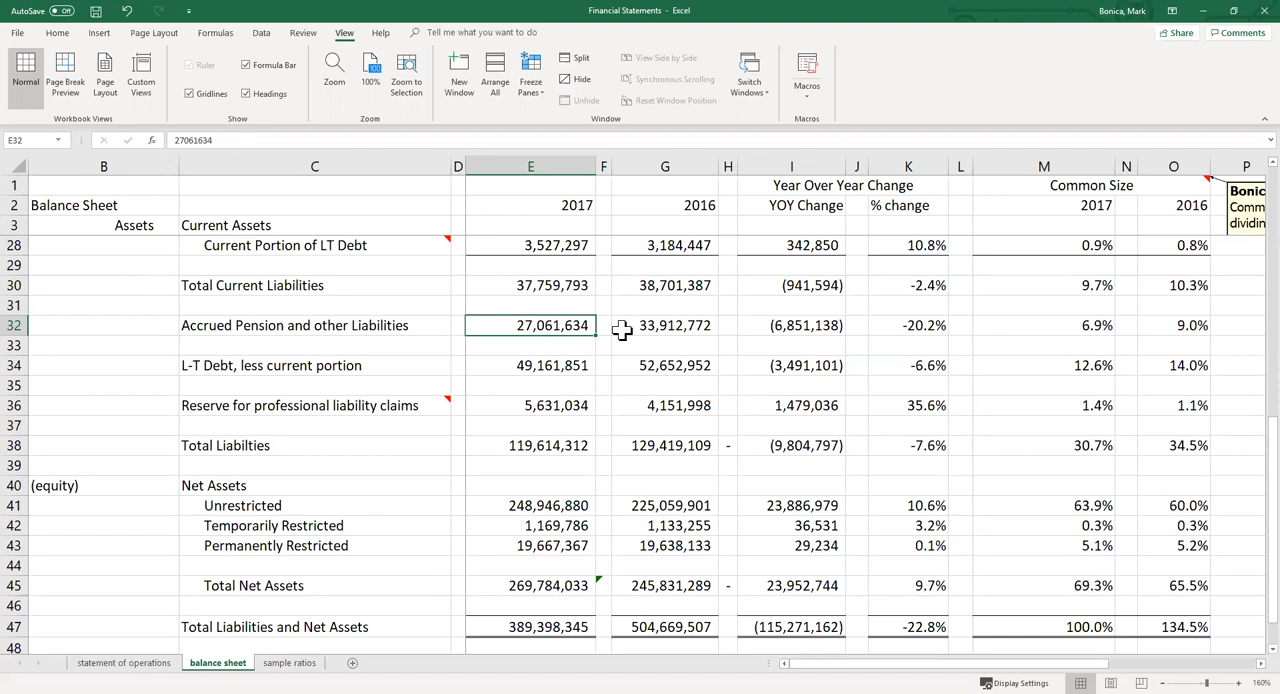 AutoSave Off Financial Statements - Excel Bonica, Mark
File Home Insert Page Layout Formulas Data Review View Help Tell me what you want to do Share Comments
Normal Page Break Preview Page Layout Custom Views
Ruler Formula Bar
Gridlines Headings
Zoom 100% Zoom to Selection
New Window Arrange All Freeze Panes
Split
Hide
Unhide
View Side by Side
Synchronous Scrolling
Reset Window Position
Switch Windows
Macros
Workbook Views Show Zoom Window Macros
E32 fx 27061634
B C D E F G H I J K L M N O P
1 Year Over Year Change Common Size
2 Balance Sheet 2017 2016 YOY Change % change 2017 2016
3 Assets Current Assets
Bonic
Comm
dividin
28 Current Portion of LT Debt 3,527,297 3,184,447 342,850 10.8% 0.9% 0.8%
29
30 Total Current Liabilities 37,759,793 38,701,387 (941,594) -2.4% 9.7% 10.3%
31
32 Accrued Pension and other Liabilities 27,061,634 33,912,772 (6,851,138) -20.2% 6.9% 9.0%
33
34 L-T Debt, less current portion 49,161,851 52,652,952 (3,491,101) -6.6% 12.6% 14.0%
35
36 Reserve for professional liability claims 5,631,034 4,151,998 1,479,036 35.6% 1.4% 1.1%
37
38 Total Liabilties 119,614,312 129,419,109 - (9,804,797) -7.6% 30.7% 34.5%
39
40 (equity) Net Assets
41 Unrestricted 248,946,880 225,059,901 23,886,979 10.6% 63.9% 60.0%
42 Temporarily Restricted 1,169,786 1,133,255 36,531 3.2% 0.3% 0.3%
43 Permanently Restricted 19,667,367 19,638,133 29,234 0.1% 5.1% 5.2%
44
45 Total Net Assets 269,784,033 245,831,289 - 23,952,744 9.7% 69.3% 65.5%
46
47 Total Liabilities and Net Assets 389,398,345 504,669,507 (115,271,162) -22.8% 100.0% 134.5%
48
statement of operations balance sheet sample ratios
Display Settings 160%